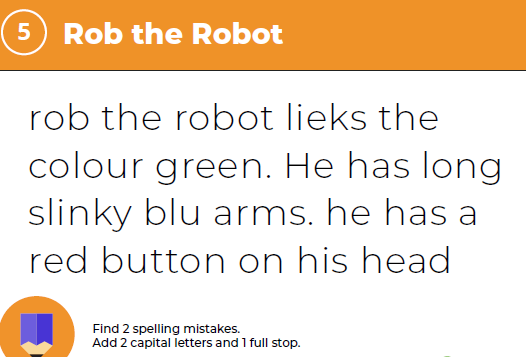 5 Rob the Robot
rob the robot lieks the
colour green. He has long
slinky blu arms. he has a
red button on his head
Find 2 spelling mistakes.
Add 2 capital letters and 1 full stop.